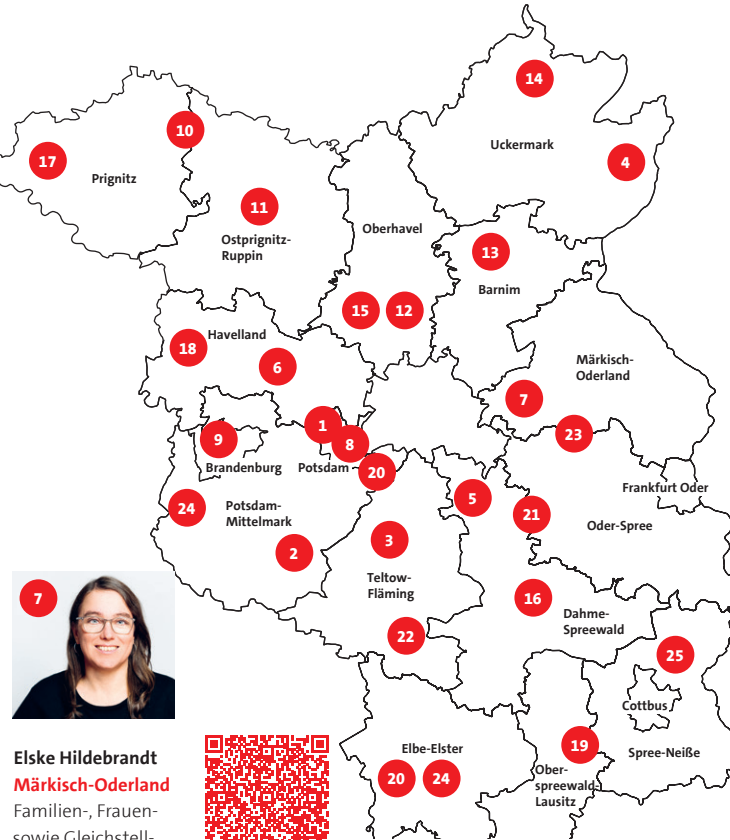 14
Uckermark
4
10
17
Prignitz
11
Ostprignitz-
Ruppin
Oberhavel
13
Barnim
15
12
Havelland
18
6
Märkisch-
Oderland
7
23
1
8
9
Brandenburg
Potsdam
20
Frankfurt Oder
24
Potsdam-
Mittelmark
5
21
Oder-Spree
3
2
Teltow-
Fläming
16
Dahme-
Spreewald
22
25
Cottbus
19
Spree-Neiße
Elbe-Elster
20
24
Ober-
spreewald-
Lausitz
7
Elske Hildebrandt
Märkisch-Oderland
Familien-, Frauen-
sowie Gleichstell-